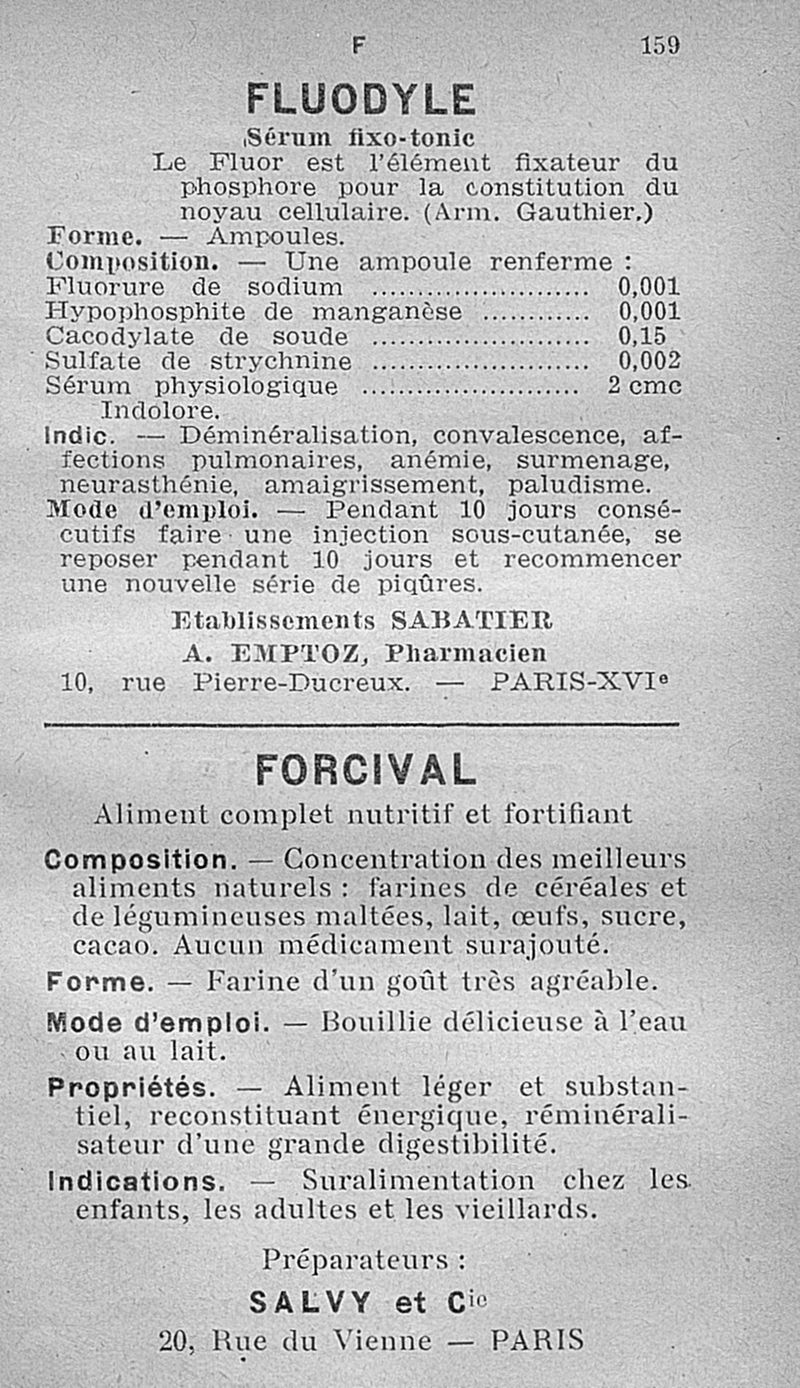 F 159
FLUODYLE
Sérum fixo-tonic
Le Fluor est l'élément fixateur du
phosphore pour la constitution du
noyau cellulaire. (Arm. Gauthier.)
Forme. — Ampoules.
Composition. — Une ampoule renferme :
Fluorure de sodium ........................ 0,001
Hypophosphite de manganèse ............ 0,001
Cacodylate de soude ........................ 0,15
Sulfate de strychnine ........................ 0,002
Sérum physiologique ........................ 2 cmc
Indolore.
Indic. — Déminéralisation, convalescence, af-
fections pulmonaires, anémie, surmenage,
neurasthénie, amaigrissement, paludisme.
Mode d'emploi. — Pendant 10 jours consé-
cutifs faire une injection sous-cutanée, se
reposer pendant 10 jours et recommencer
une nouvelle série de piqûres.
Etablissements SABATIER
A. EMPTOZ, Pharmacien
10, rue Pierre-Ducreux. — PARIS-XVIe
FORCIVAL
Aliment complet nutritif et fortifiant
Composition. — Concentration des meilleurs
aliments naturels : farines de céréales et
de légumineuses maltées, lait, œufs, sucre,
cacao. Aucun médicament surajouté.
Forme. — Farine d'un goût très agréable.
Mode d'emploi. — Bouillie délicieuse à l'eau
ou au lait.
Propriétés. — Aliment léger et substan-
tiel, reconstituant énergique, réminérali-
sateur d'une grande digestibilité.
Indications. — Suralimentation chez les
enfants, les adultes et les vieillards.
Préparateurs :
SALVY et Cie
20, Rue du Vienne — PARIS